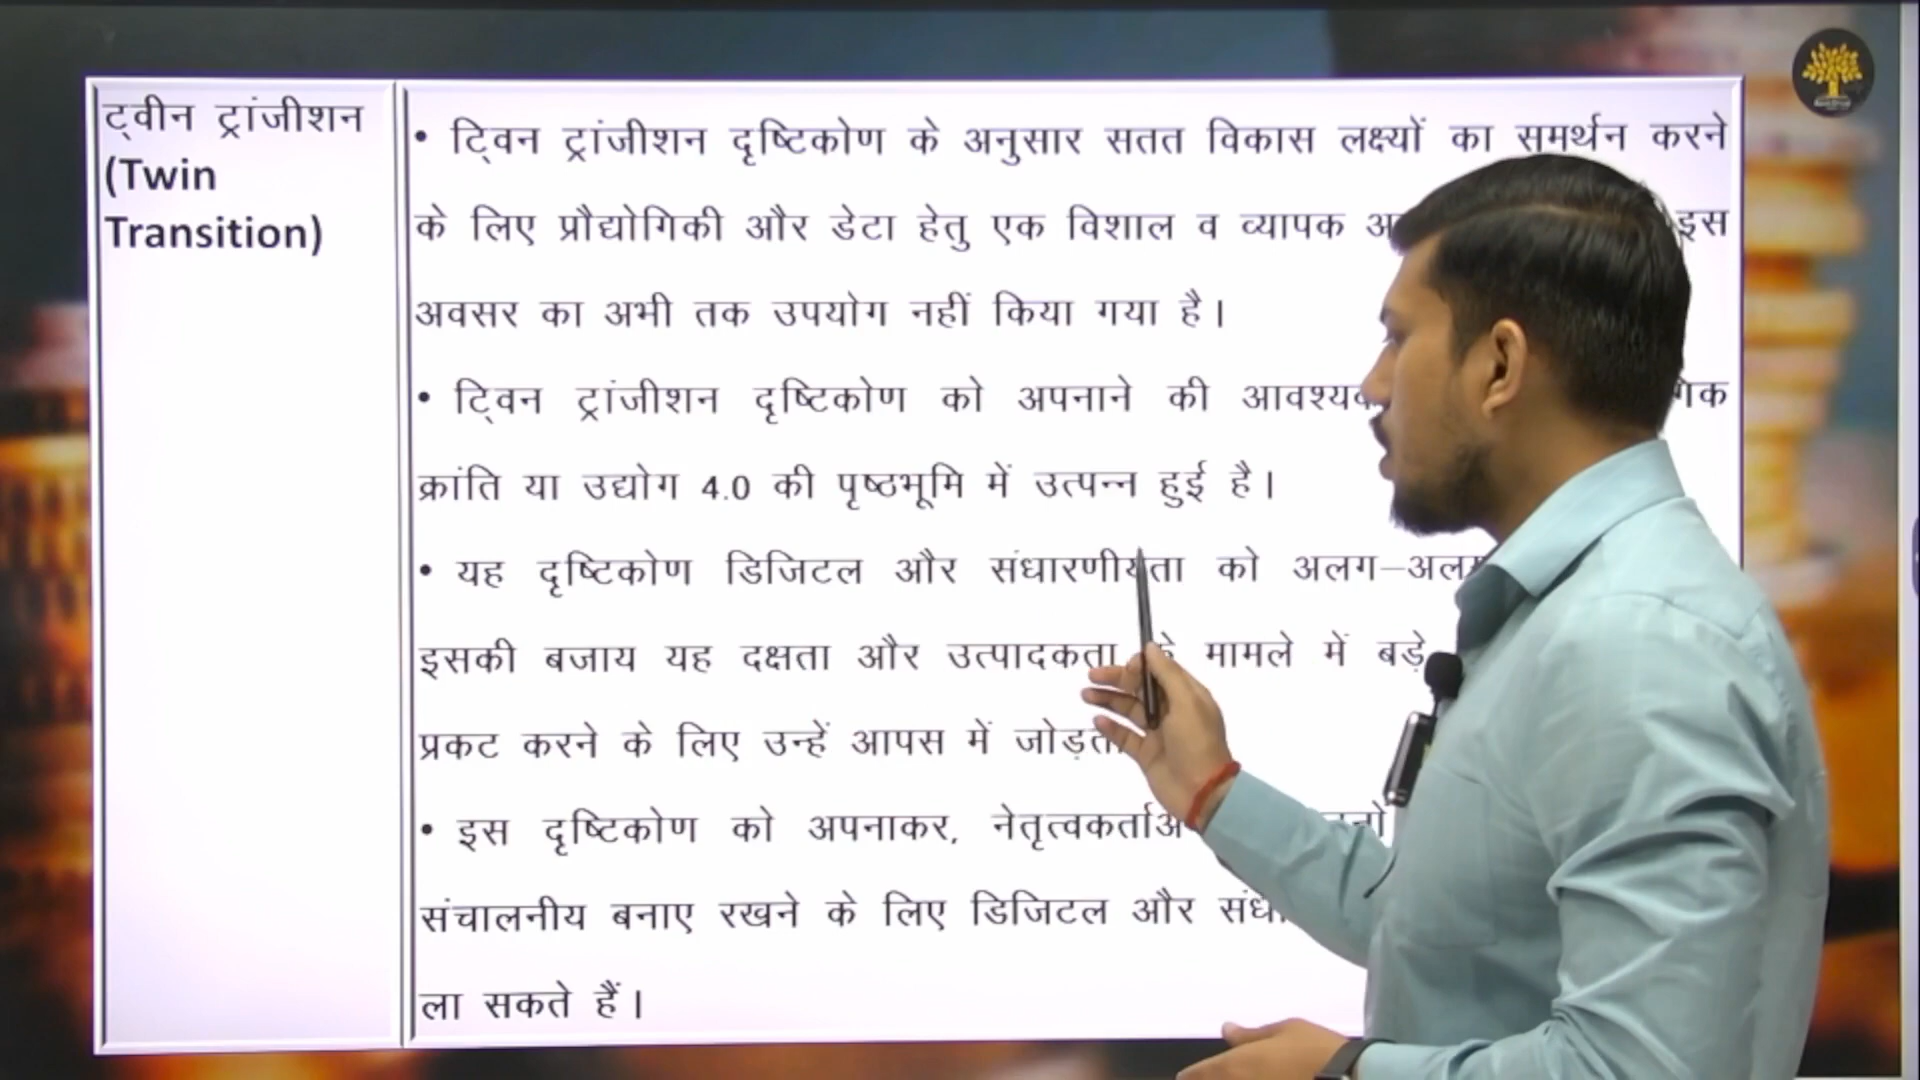 ट्वीन ट्रांजीशन
(Twin
Transition)
• ट्विन ट्रांजीशन दृष्टिकोण के अनुसार सतत विकास लक्ष्यों का समर्थन करने
के लिए प्रौद्योगिकी और डेटा हेतु एक विशाल व व्यापक इस
अवसर का अभी तक उपयोग नहीं किया गया है।
• ट्विन ट्रांजीशन दृष्टिकोण को अपनाने की
क्रांति या उद्योग 4.0 की पृष्ठभूमि में उत्पन्न हुई है।
• यह दृष्टिकोण डिजिटल और संधारणीयता को
इसकी बजाय यह दक्षता और उत्पादकता के मामले में बड़े
प्रकट करने के लिए उन्हें आपस में
• इस दृष्टिकोण को अपनाकर,
संचालनीय बनाए रखने के लिए डिजिटल और
ला सकते हैं।